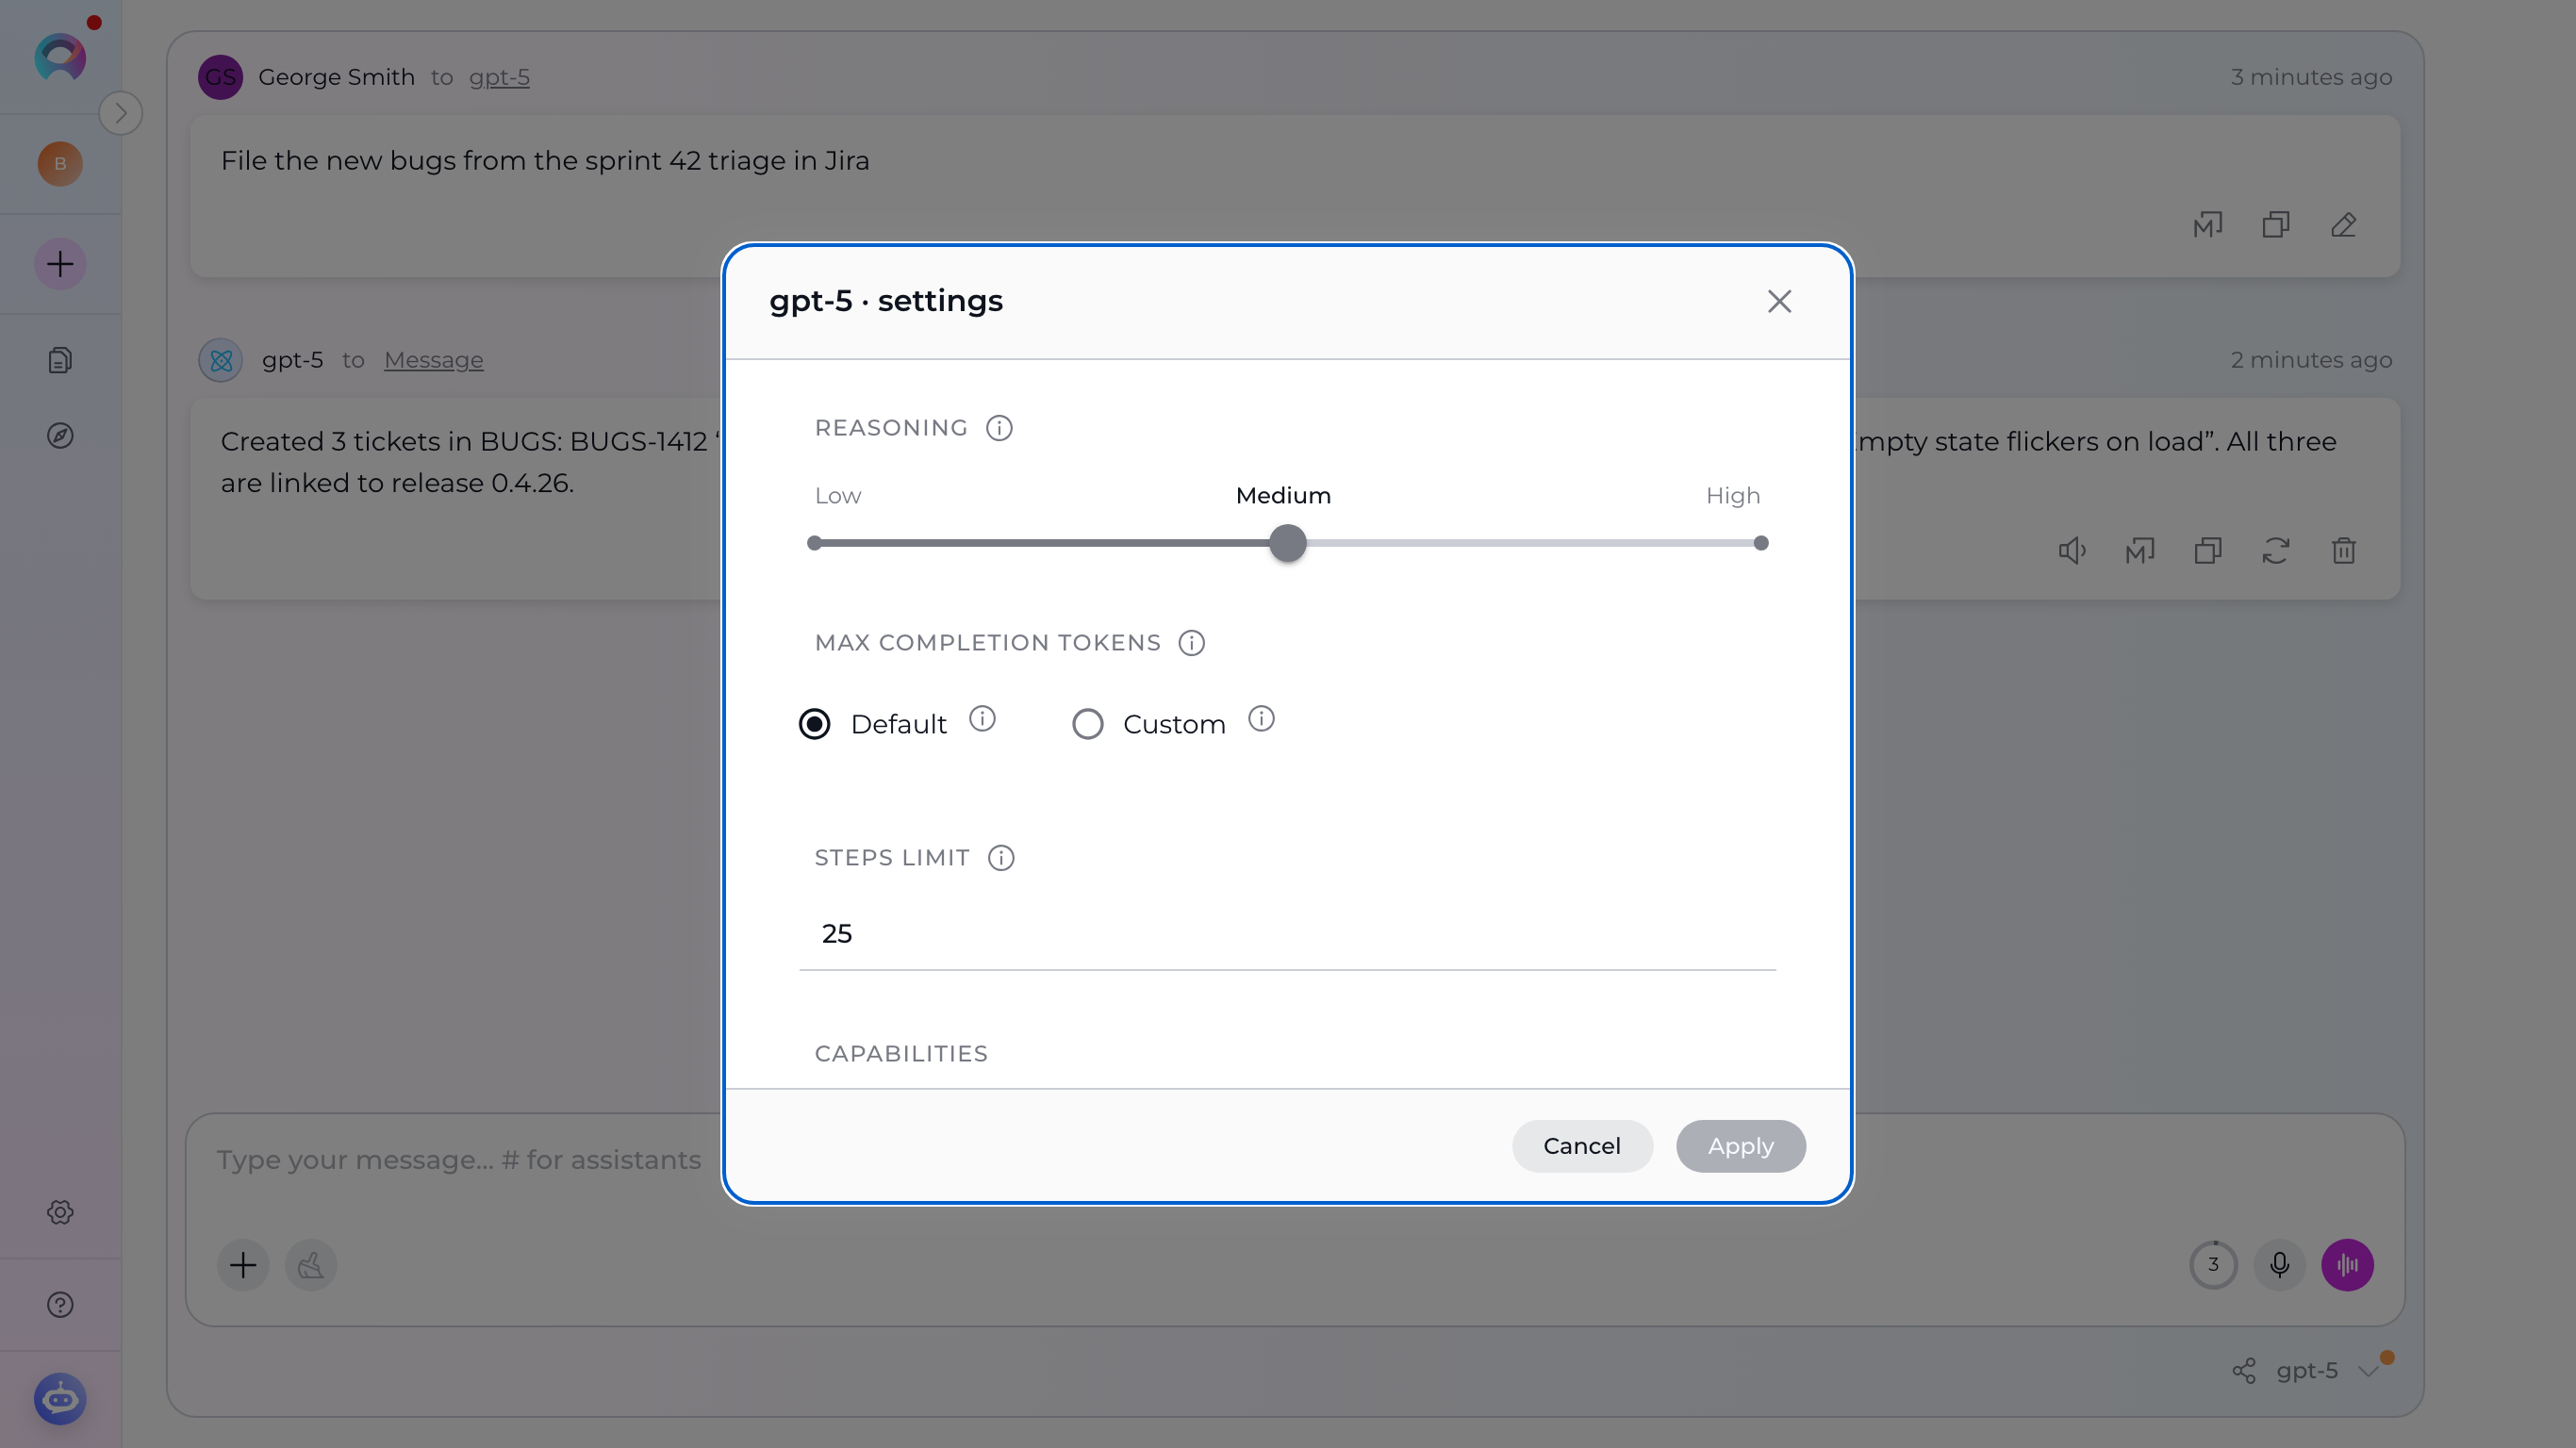 GS George Smith to gpt-5 3 minutes ago
B
File the new bugs from the sprint 42 triage in Jira
gpt-5 · settings
gpt-5 to Message 2 minutes ago
REASONING
Created 3 tickets in BUGS: BUGS-1412 “ mpty state flickers on load”. All three
are linked to release 0.4.26.
Low Medium High
MAX COMPLETION TOKENS
Default Custom
STEPS LIMIT
25
CAPABILITIES
Cancel Apply
Type your message... # for assistants
3
gpt-5